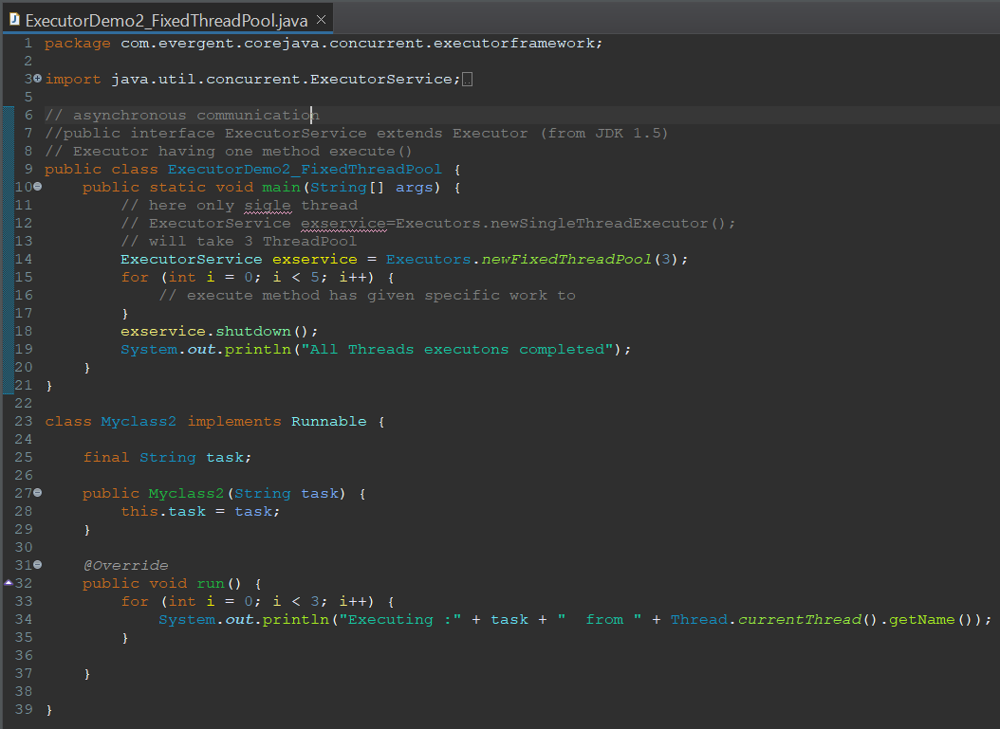 ExecutorDemo2_FixedThreadPool.java
1 package com.evergent.corejava.concurrent.executorframework;
2
3 import java.util.concurrent.ExecutorService;
5
6 // asynchronous communication
7 //public interface ExecutorService extends Executor (from JDK 1.5)
8 // Executor having one method execute()
9 public class ExecutorDemo2_FixedThreadPool {
10     public static void main(String[] args) {
11         // here only sigle thread
12         // ExecutorService exservice=Executors.newSingleThreadExecutor();
13         // will take 3 ThreadPool
14         ExecutorService exservice = Executors.newFixedThreadPool(3);
15         for (int i = 0; i < 5; i++) {
16             // execute method has given specific work to
17         }
18         exservice.shutdown();
19         System.out.println("All Threads executons completed");
20     }
21 }
22
23 class Myclass2 implements Runnable {
24
25     final String task;
26
27     public Myclass2(String task) {
28         this.task = task;
29     }
30
31     @Override
32     public void run() {
33         for (int i = 0; i < 3; i++) {
34             System.out.println("Executing :" + task + "  from " + Thread.currentThread().getName());
35         }
36
37     }
38
39 }